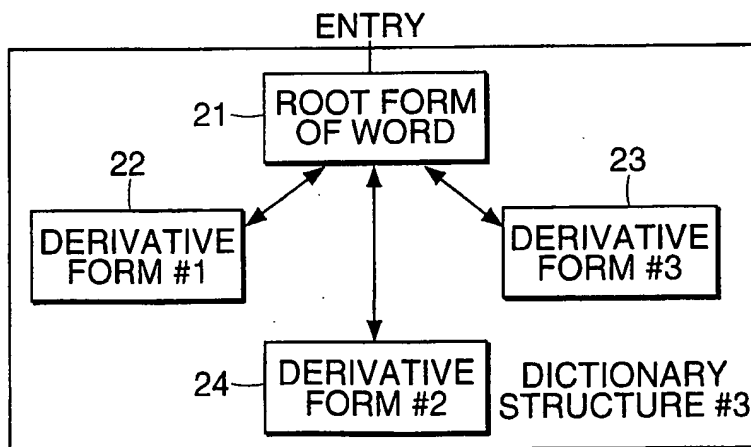 ENTRY
21
ROOT FORM
OF WORD
22
DERIVATIVE
FORM #1
23
DERIVATIVE
FORM #3
24
DERIVATIVE
FORM #2
DICTIONARY
STRUCTURE #3